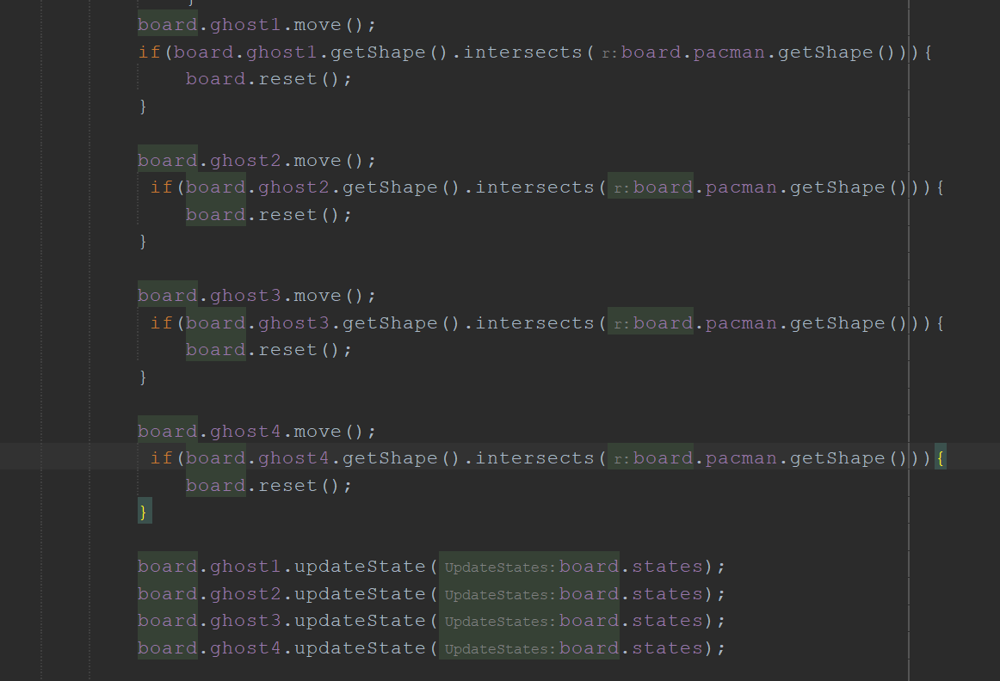 }
board.ghost1.move();
if(board.ghost1.getShape().intersects( r: board.pacman.getShape())){
board.reset();
}
board.ghost2.move();
if(board.ghost2.getShape().intersects( r: board.pacman.getShape())){
board.reset();
}
board.ghost3.move();
if(board.ghost3.getShape().intersects( r: board.pacman.getShape())){
board.reset();
}
board.ghost4.move();
if(board.ghost4.getShape().intersects( r: board.pacman.getShape())){
board.reset();
}
board.ghost1.updateState( UpdateStates: board.states);
board.ghost2.updateState( UpdateStates: board.states);
board.ghost3.updateState( UpdateStates: board.states);
board.ghost4.updateState( UpdateStates: board.states);